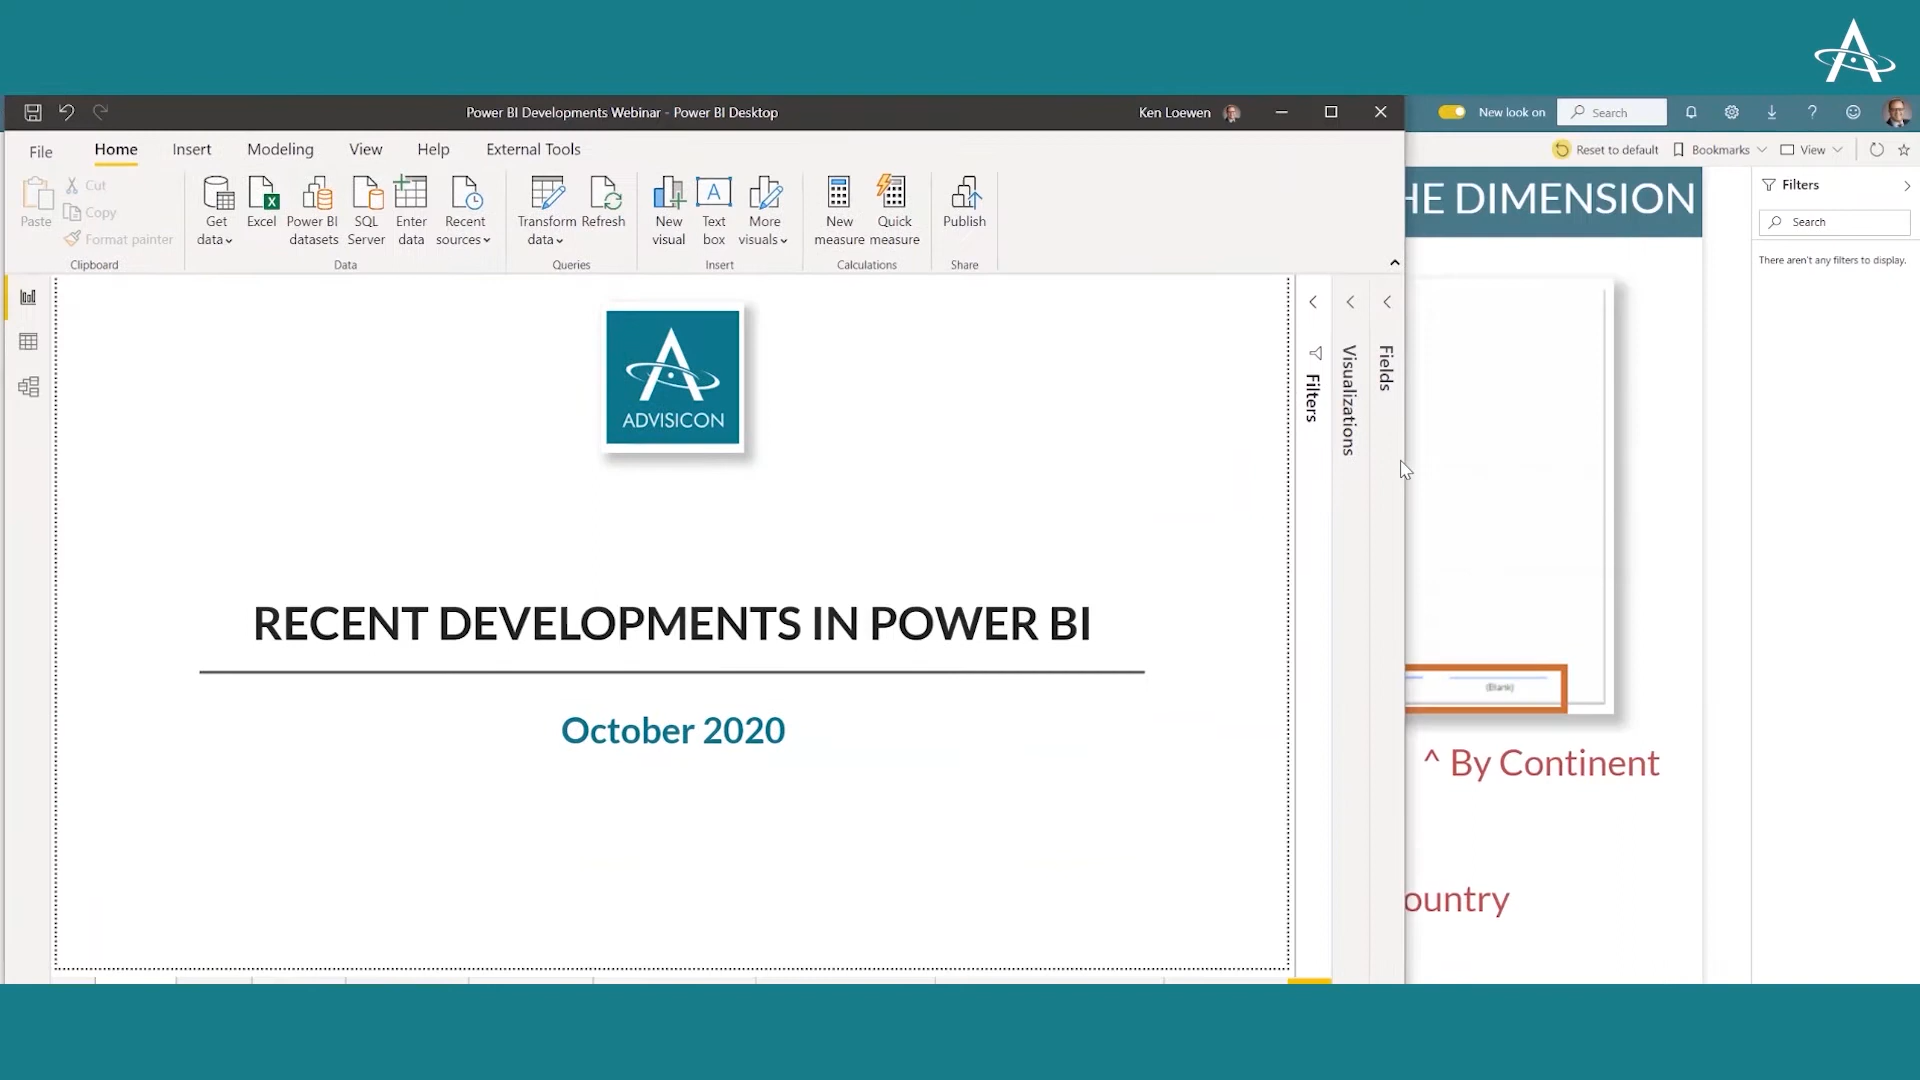 Power BI Developments Webinar - Power BI Desktop
Ken Loewen
New look on
Search
File
Home
Insert
Modeling
View
Help
External Tools
Reset to default
Bookmarks
View
Paste
Cut
Copy
Format painter
Clipboard
Get data
Excel
Power BI datasets
SQL Server
Enter data
Recent sources
Data
Transform data
Refresh
Queries
New visual
Text box
More visuals
Insert
New measure
Quick measure
Calculations
Publish
Share
HE DIMENSION
Filters
Search
There aren't any filters to display.
ADVISICON
Filters
Visualizations
Fields
RECENT DEVELOPMENTS IN POWER BI
October 2020
(Blank)
^ By Continent
ountry